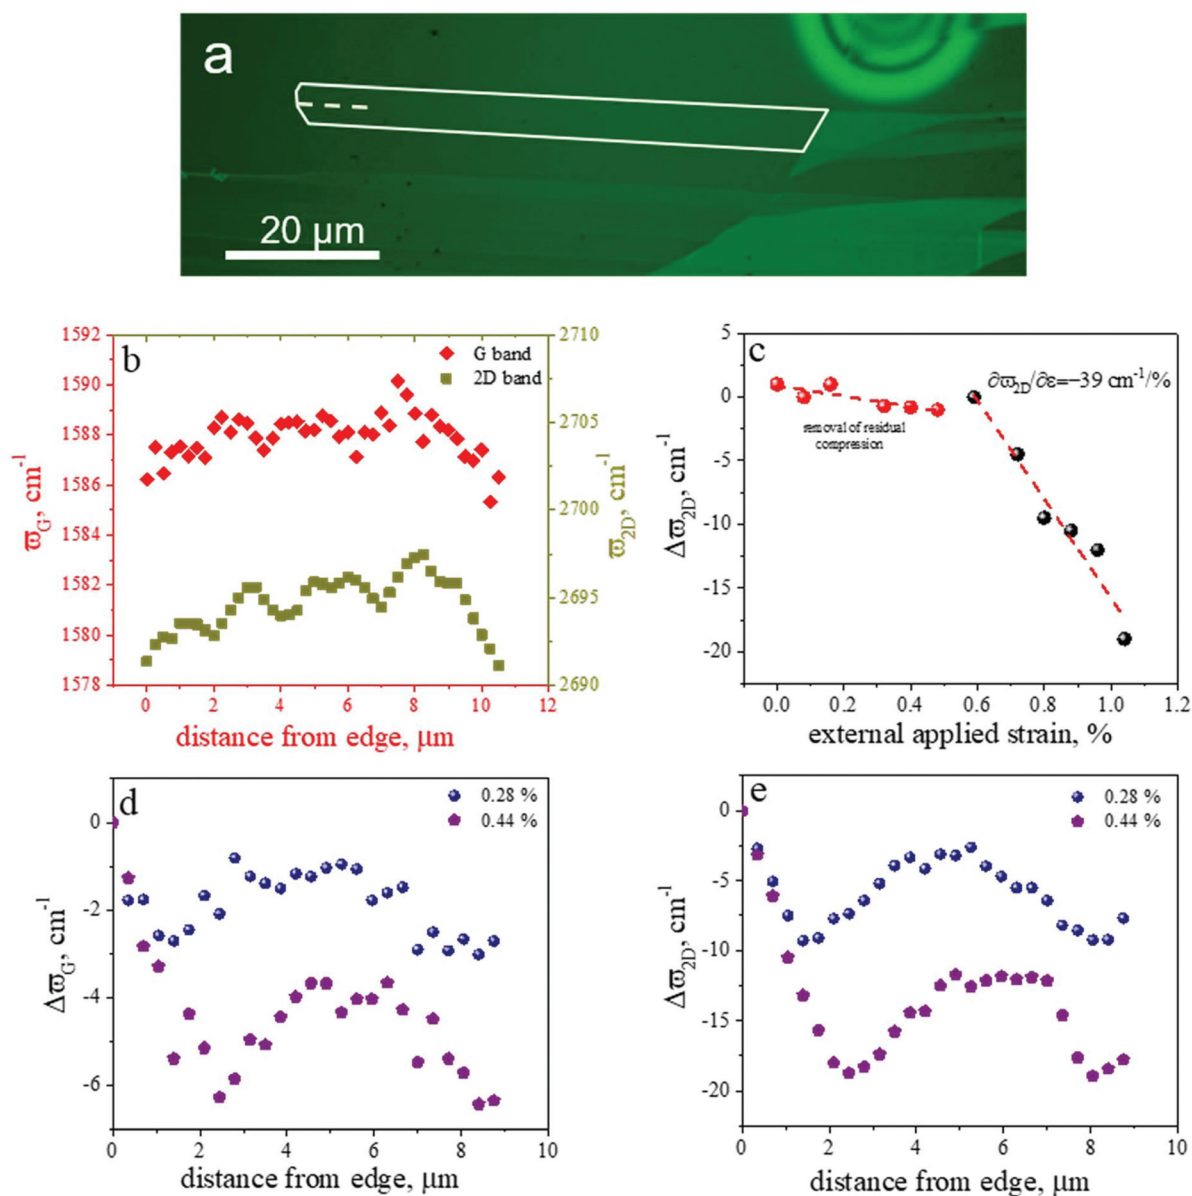 a
20 μm
b
G band
2D band
1592
1590
1588
1586
1584
1582
1580
1578
ϖG, cm-1
2710
2705
2700
2695
2690
ϖ2D, cm-1
0 2 4 6 8 10 12
distance from edge, μm
c
∂ϖ2D/∂ε=−39 cm-1/%
removal of residual
compression
5
0
-5
-10
-15
-20
Δϖ2D, cm-1
0.0 0.2 0.4 0.6 0.8 1.0 1.2
external applied strain, %
d
0.28 %
0.44 %
0
-2
-4
-6
ΔϖG, cm-1
0 2 4 6 8 10
distance from edge, μm
e
0.28 %
0.44 %
0
-5
-10
-15
-20
Δϖ2D, cm-1
0 2 4 6 8 10
distance from edge, μm